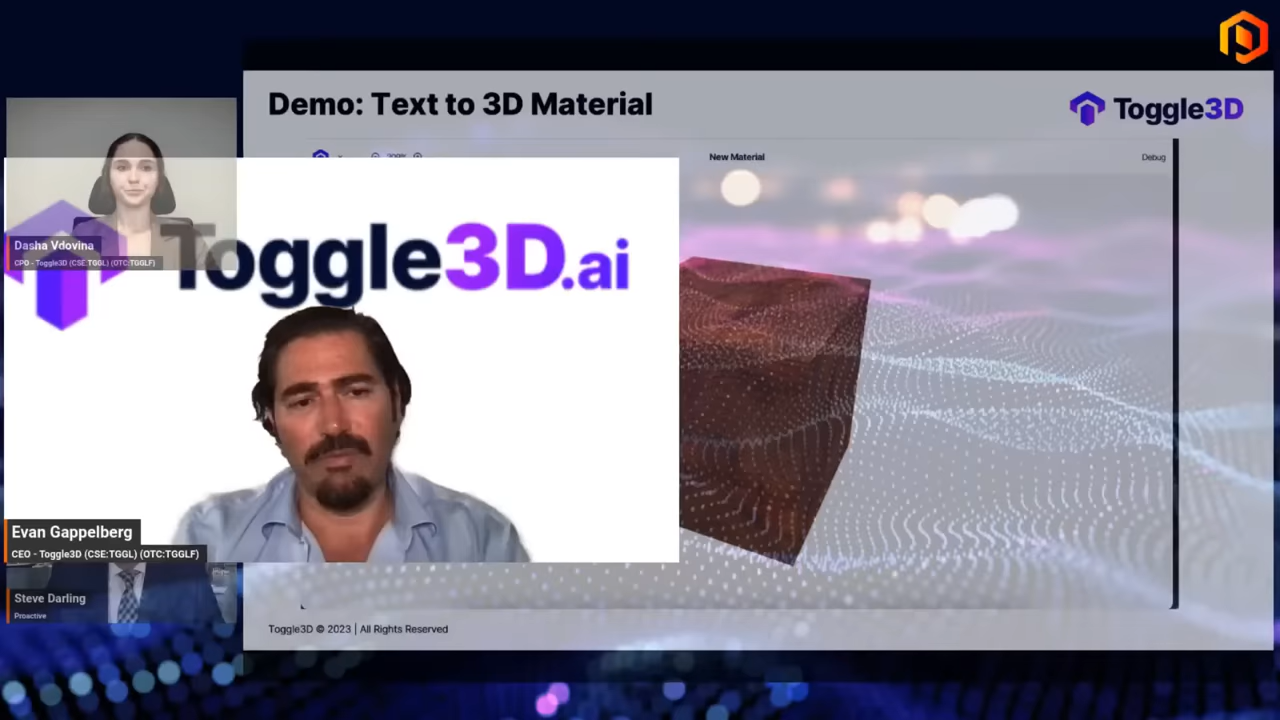 Demo: Text to 3D Material
Toggle3D
New Material
Debug
Dasha Vdovina
CPO - Toggle3D (CSE:TGGL) (OTC:TGGLF)
Toggle3D.ai
Evan Gappelberg
CEO - Toggle3D (CSE:TGGL) (OTC:TGGLF)
Steve Darling
Proactive
Toggle3D © 2023 | All Rights Reserved